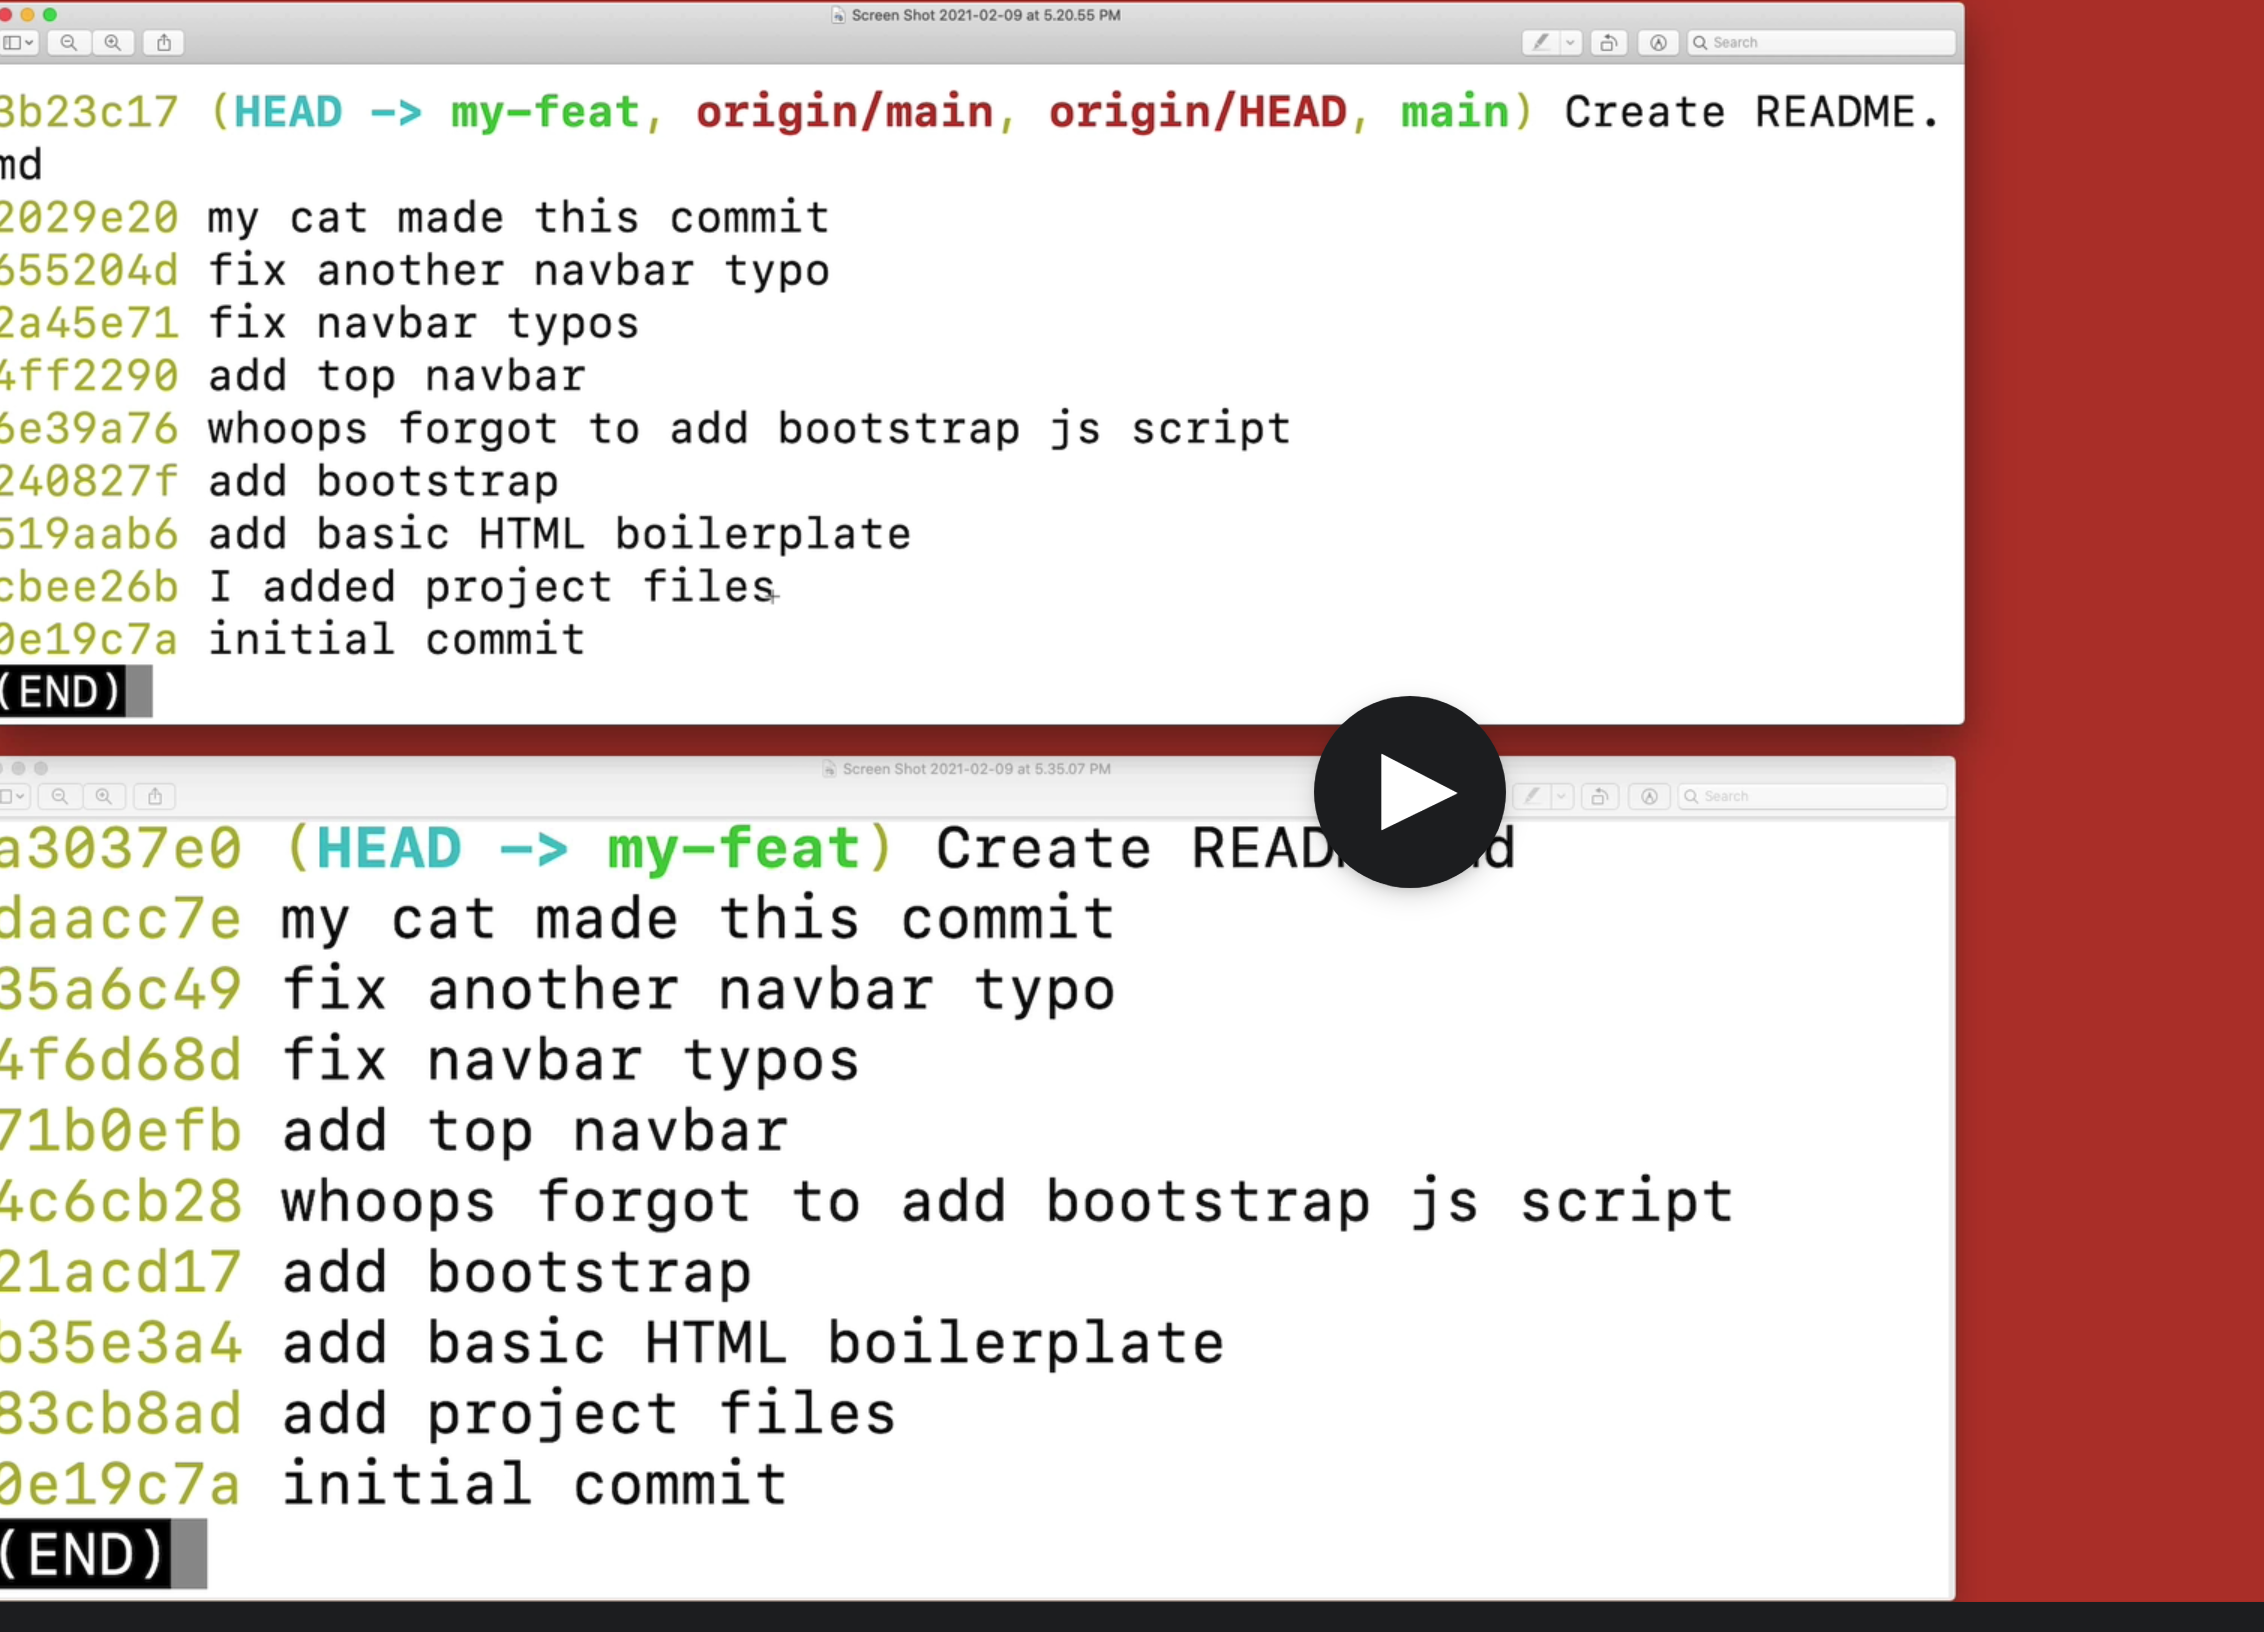 Screen Shot 2021-02-09 at 5.20.55 PM
Search
3b23c17 (HEAD -> my-feat, origin/main, origin/HEAD, main) Create README.
md
2029e20 my cat made this commit
655204d fix another navbar typo
2a45e71 fix navbar typos
4ff2290 add top navbar
6e39a76 whoops forgot to add bootstrap js script
240827f add bootstrap
519aab6 add basic HTML boilerplate
cbee26b I added project files
0e19c7a initial commit
(END)
Screen Shot 2021-02-09 at 5.35.07 PM
Search
a3037e0 (HEAD -> my-feat) Create
daacc7e my cat made this commit
35a6c49 fix another navbar typo
4f6d68d fix navbar typos
71b0efb add top navbar
4c6cb28 whoops forgot to add bootstrap js script
21acd17 add bootstrap
b35e3a4 add basic HTML boilerplate
83cb8ad add project files
0e19c7a initial commit
(END)